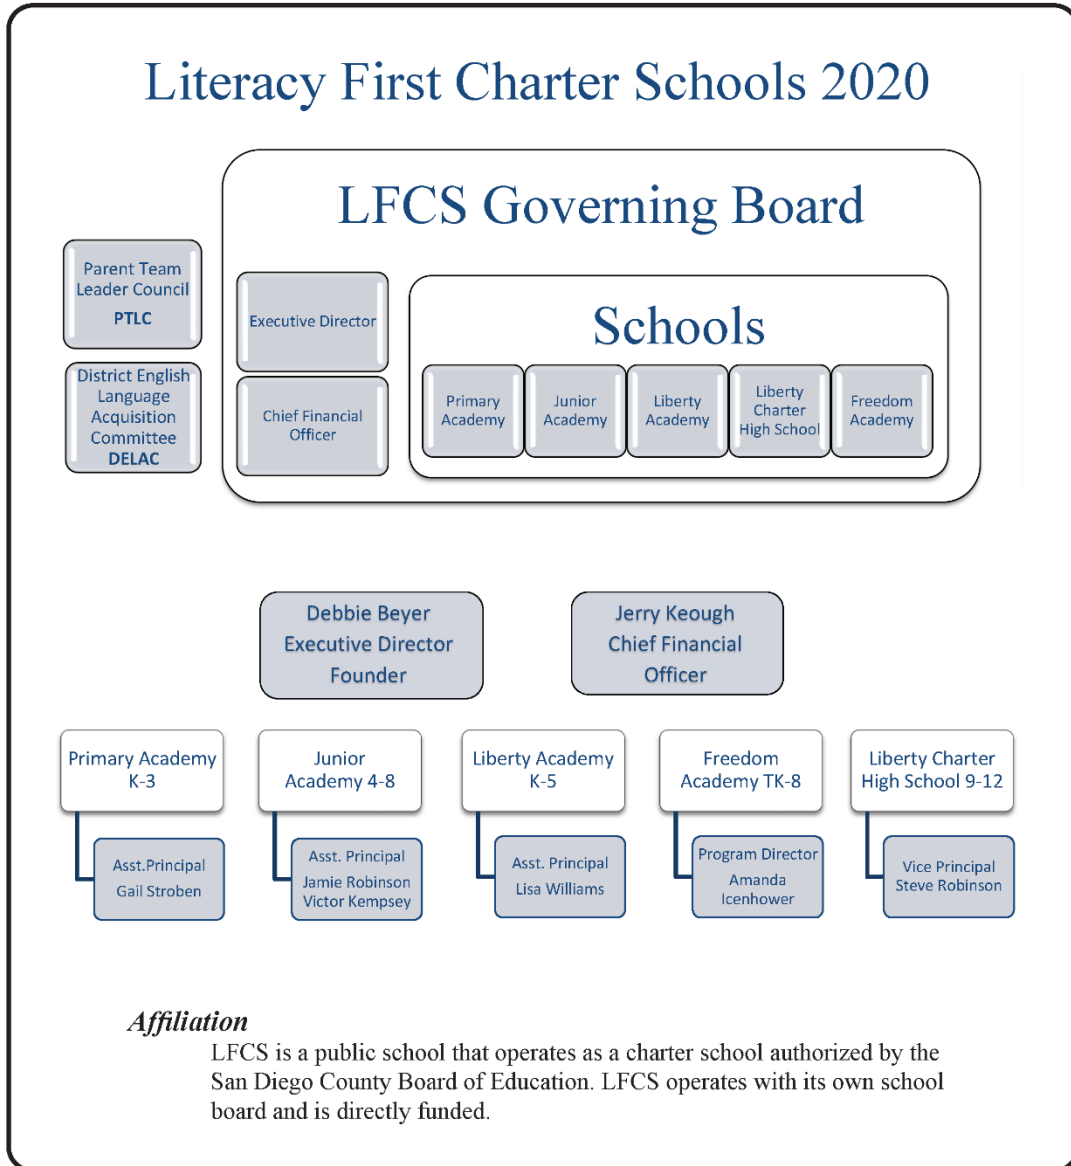 Literacy First Charter Schools 2020
LFCS Governing Board
Parent Team
Leader Council
PTLC
District English
Language
Acquisition
Committee
DELAC
Executive Director
Chief Financial
Officer
Schools
Primary
Academy
Junior
Academy
Liberty
Academy
Liberty
Charter
High School
Freedom
Academy
Debbie Beyer
Executive Director
Founder
Jerry Keough
Chief Financial
Officer
Primary Academy
K-3
Asst.Principal
Gail Stroben
Junior
Academy 4-8
Asst. Principal
Jamie Robinson
Victor Kempsey
Liberty Academy
K-5
Asst. Principal
Lisa Williams
Freedom
Academy TK-8
Program Director
Amanda
Icenhower
Liberty Charter
High School 9-12
Vice Principal
Steve Robinson
Affiliation
LFCS is a public school that operates as a charter school authorized by the
San Diego County Board of Education. LFCS operates with its own school
board and is directly funded.